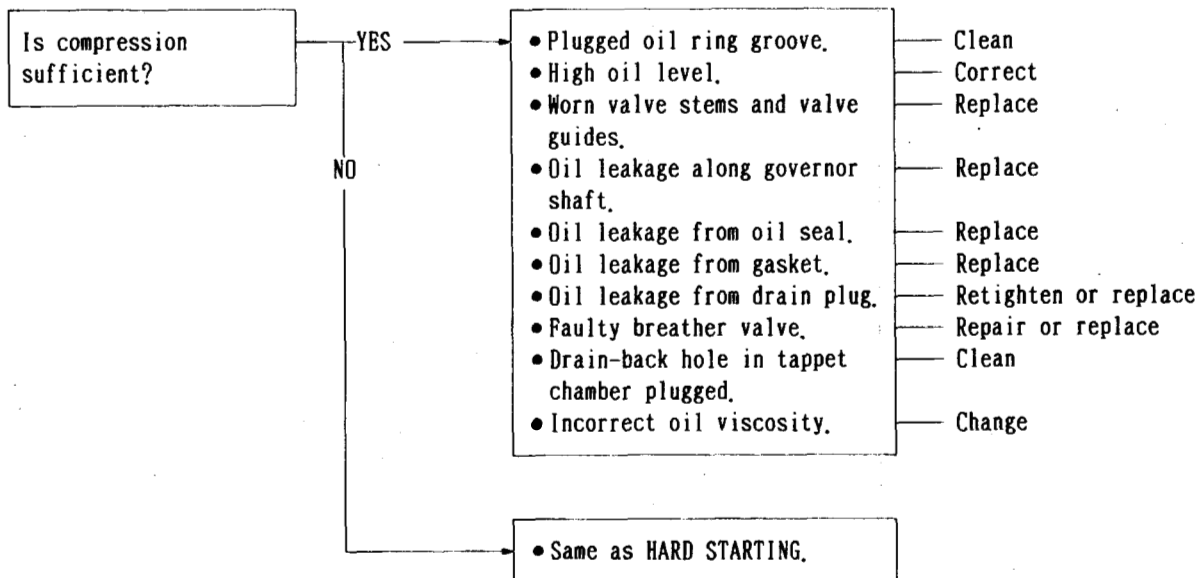 Is compression
sufficient?
YES
NO
• Plugged oil ring groove.
Clean
• High oil level.
Correct
• Worn valve stems and valve
guides.
Replace
• Oil leakage along governor
shaft.
Replace
• Oil leakage from oil seal.
Replace
• Oil leakage from gasket.
Replace
• Oil leakage from drain plug.
Retighten or replace
• Faulty breather valve.
Repair or replace
• Drain-back hole in tappet
chamber plugged.
Clean
• Incorrect oil viscosity.
Change
• Same as HARD STARTING.